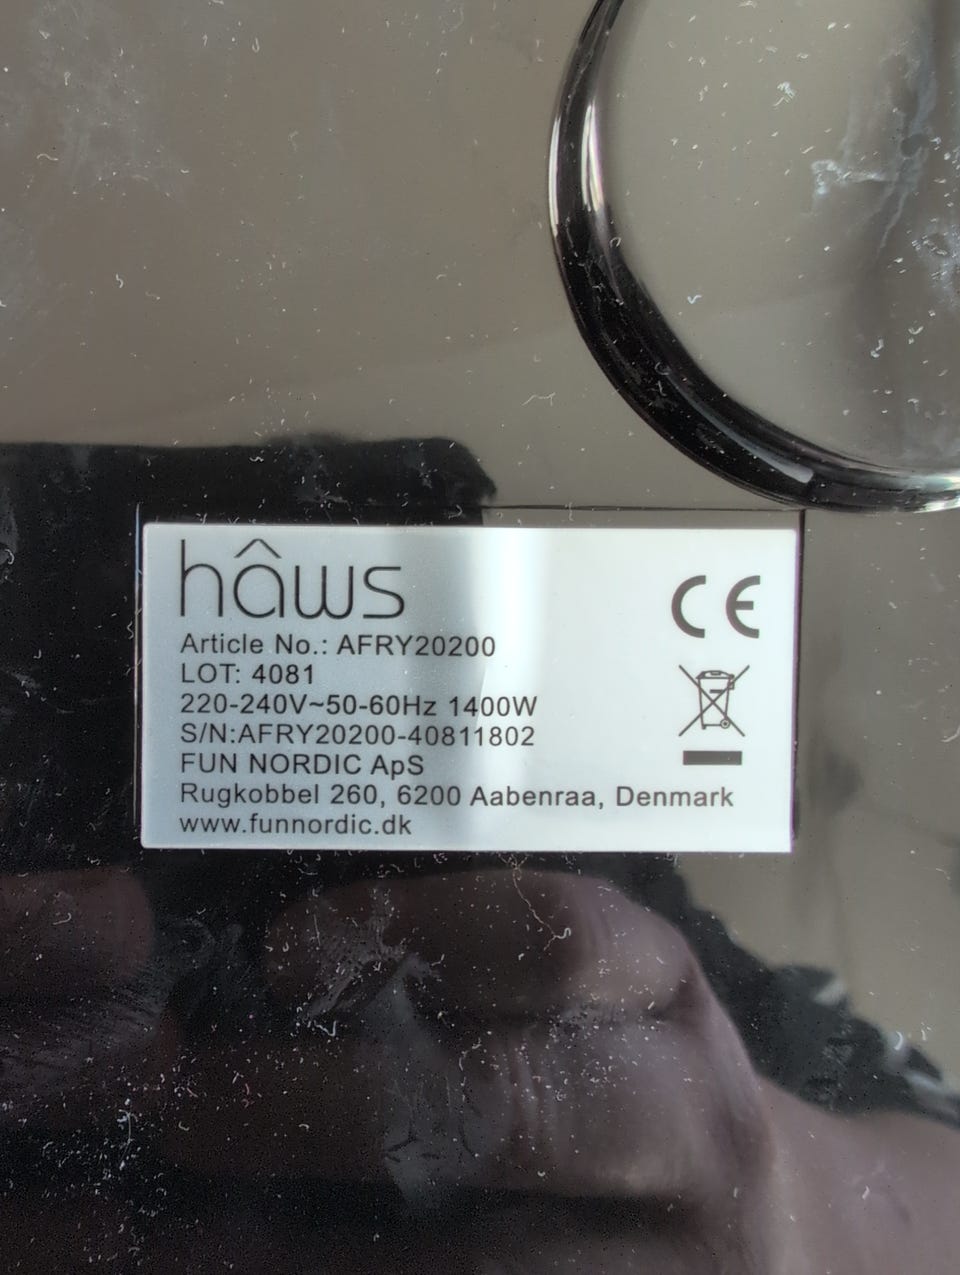 hâws
CE
Article No.: AFRY20200
LOT: 4081
220-240V~50-60Hz 1400W
S/N:AFRY20200-40811802
FUN NORDIC ApS
Rugkobbel 260, 6200 Aabenraa, Denmark
www.funnordic.dk